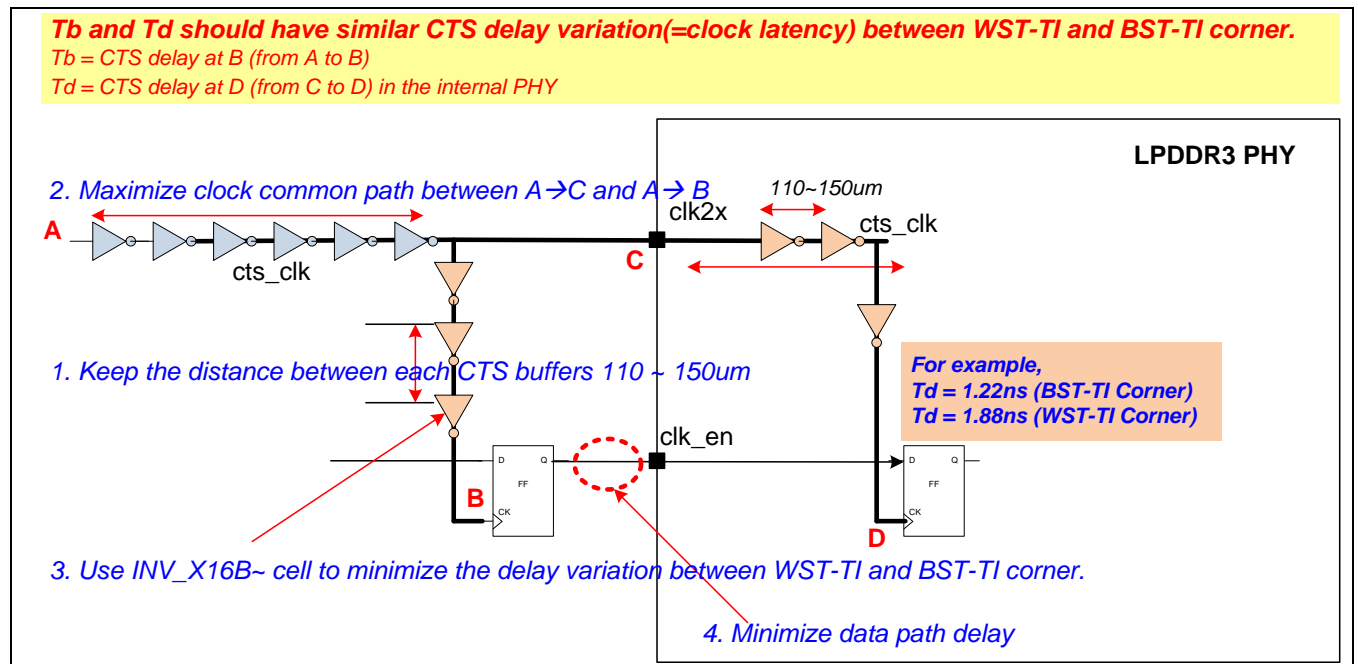 Tb and Td should have similar CTS delay variation(=clock latency) between WST-TI and BST-TI corner.
Tb = CTS delay at B (from A to B)
Td = CTS delay at D (from C to D) in the internal PHY
LPDDR3 PHY
2. Maximize clock common path between A→C and A→ B
110~150um
clk2x
A
cts_clk
C
cts_clk
1. Keep the distance between each CTS buffers 110 ~ 150um
For example,
Td = 1.22ns (BST-TI Corner)
Td = 1.88ns (WST-TI Corner)
clk_en
D Q
FF
CK
B
D Q
FF
CK
D
3. Use INV_X16B~ cell to minimize the delay variation between WST-TI and BST-TI corner.
4. Minimize data path delay